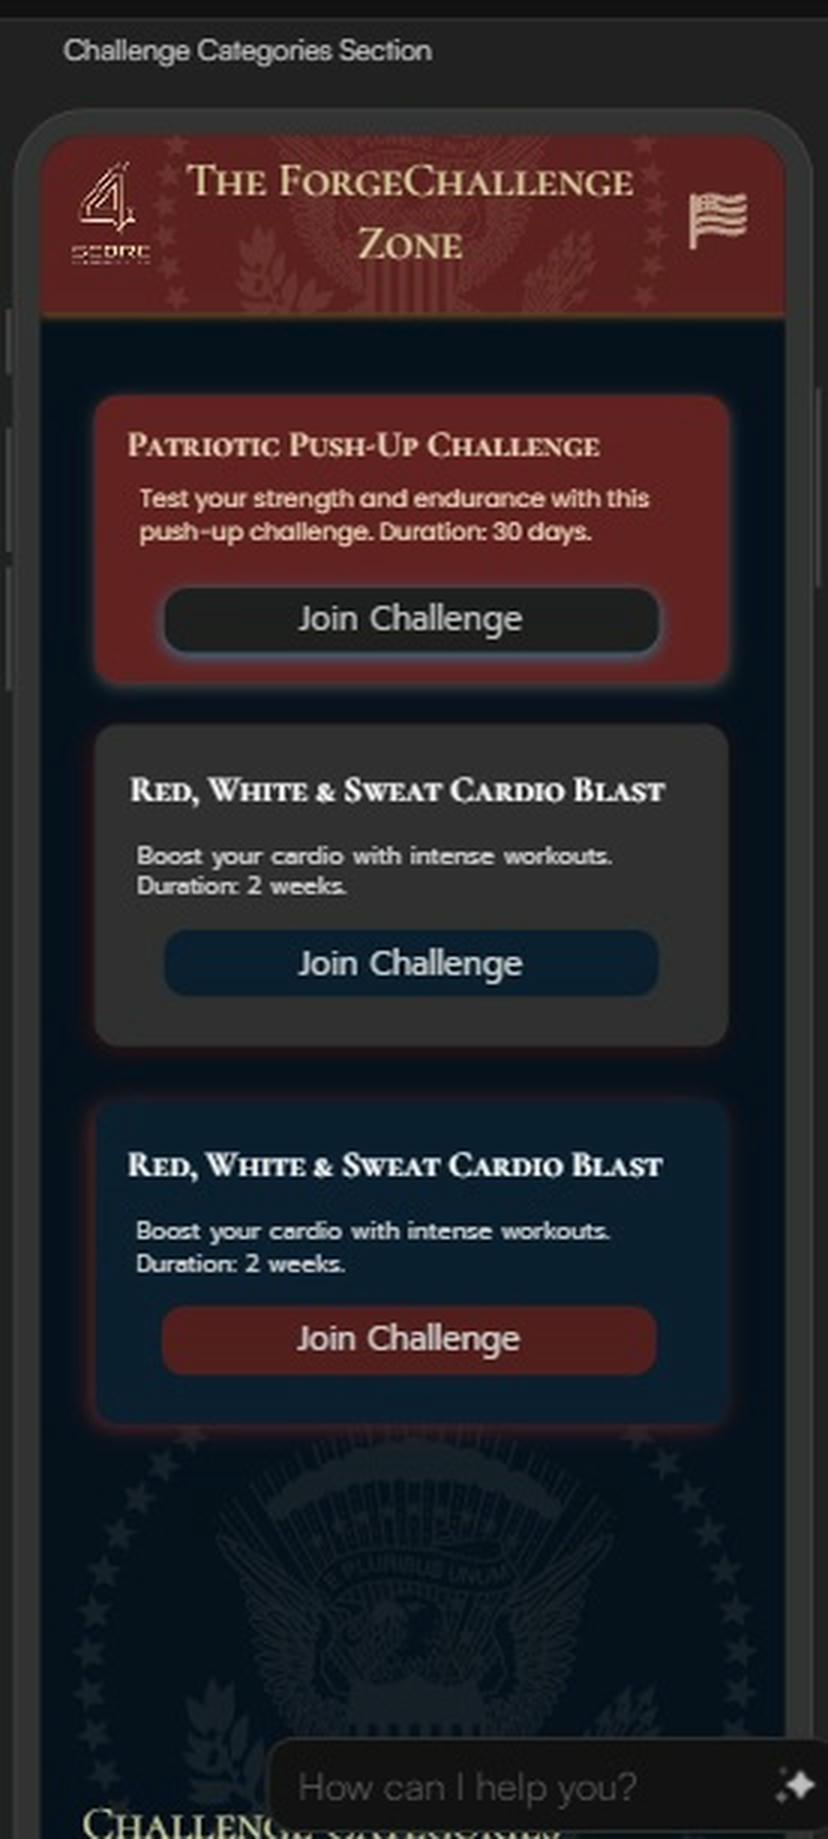 Challenge Categories Section
4
SCORE
THE FORGECHALLENGE
ZONE
PATRIOTIC PUSH-UP CHALLENGE
Test your strength and endurance with this
push-up challenge. Duration: 30 days.
Join Challenge
RED, WHITE & SWEAT CARDIO BLAST
Boost your cardio with intense workouts.
Duration: 2 weeks.
Join Challenge
RED, WHITE & SWEAT CARDIO BLAST
Boost your cardio with intense workouts.
Duration: 2 weeks.
Join Challenge
E PLURIBUS UNUM
How can I help you?
CHALLENGE CATEGORIES